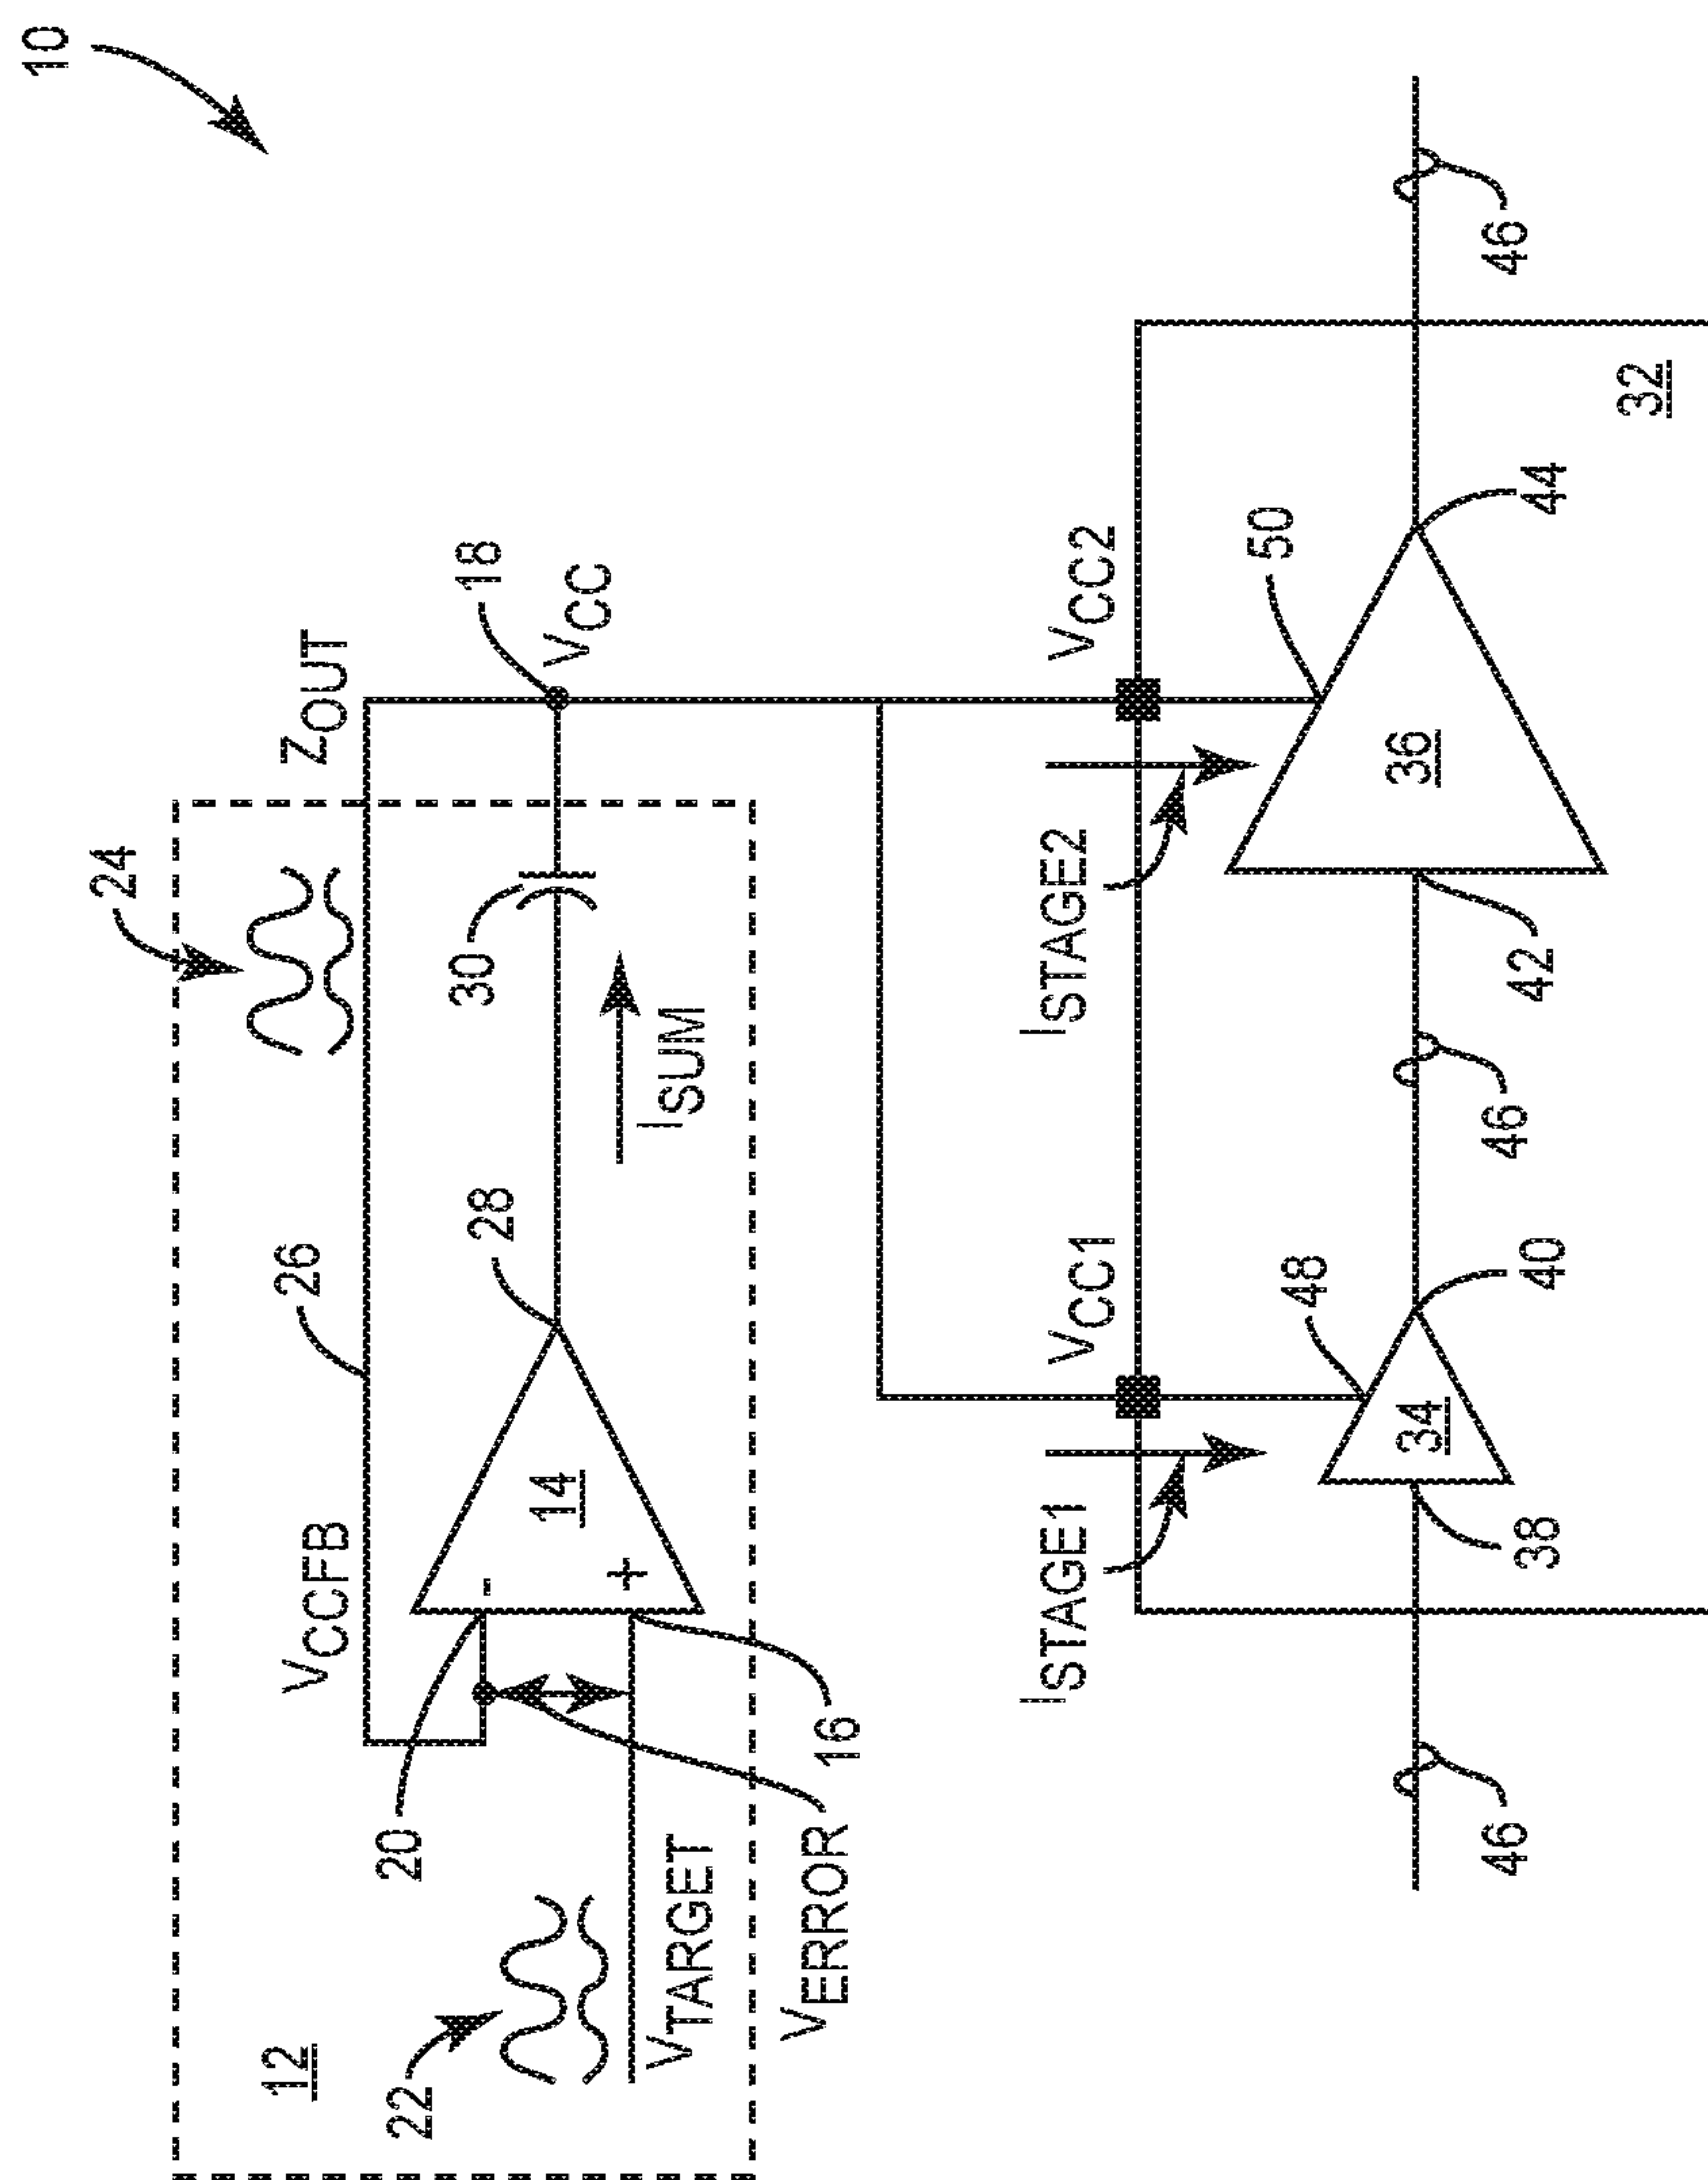 10
12
22
24
VCCFB
26
ZOUT
20
14
-
+
28
30
18
VCC
ISUM
VTARGET
VERROR
16
ISTAGE1
VCC1
ISTAGE2
VCC2
48
50
34
36
38
40
42
44
46
46
46
32